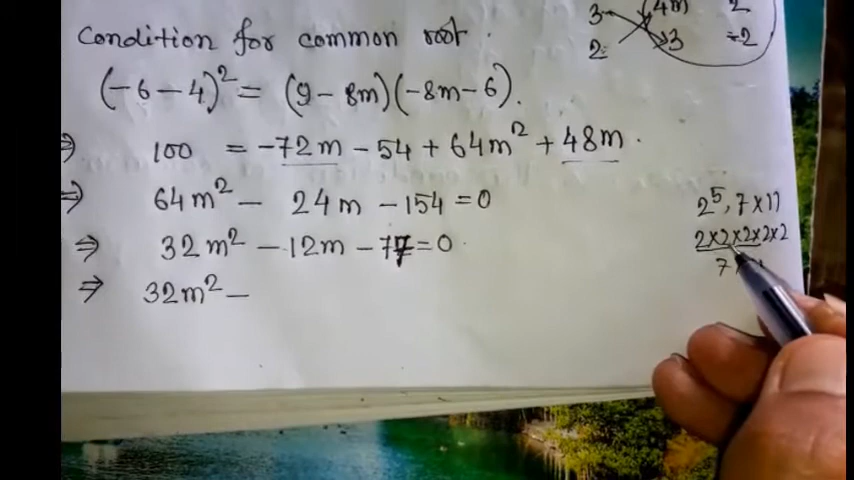 3 (4m) 2
2 3 -2
Condition for common root.
(-6-4)² = (9-8m)(-8m-6).
⇒ 100 = -72m - 54 + 64m² + 48m.
⇒ 64m² - 24m - 154 = 0
⇒ 32m² - 12m - 77 = 0
⇒ 32m² -
2⁵, 7×11
2×2×2×2×2
7